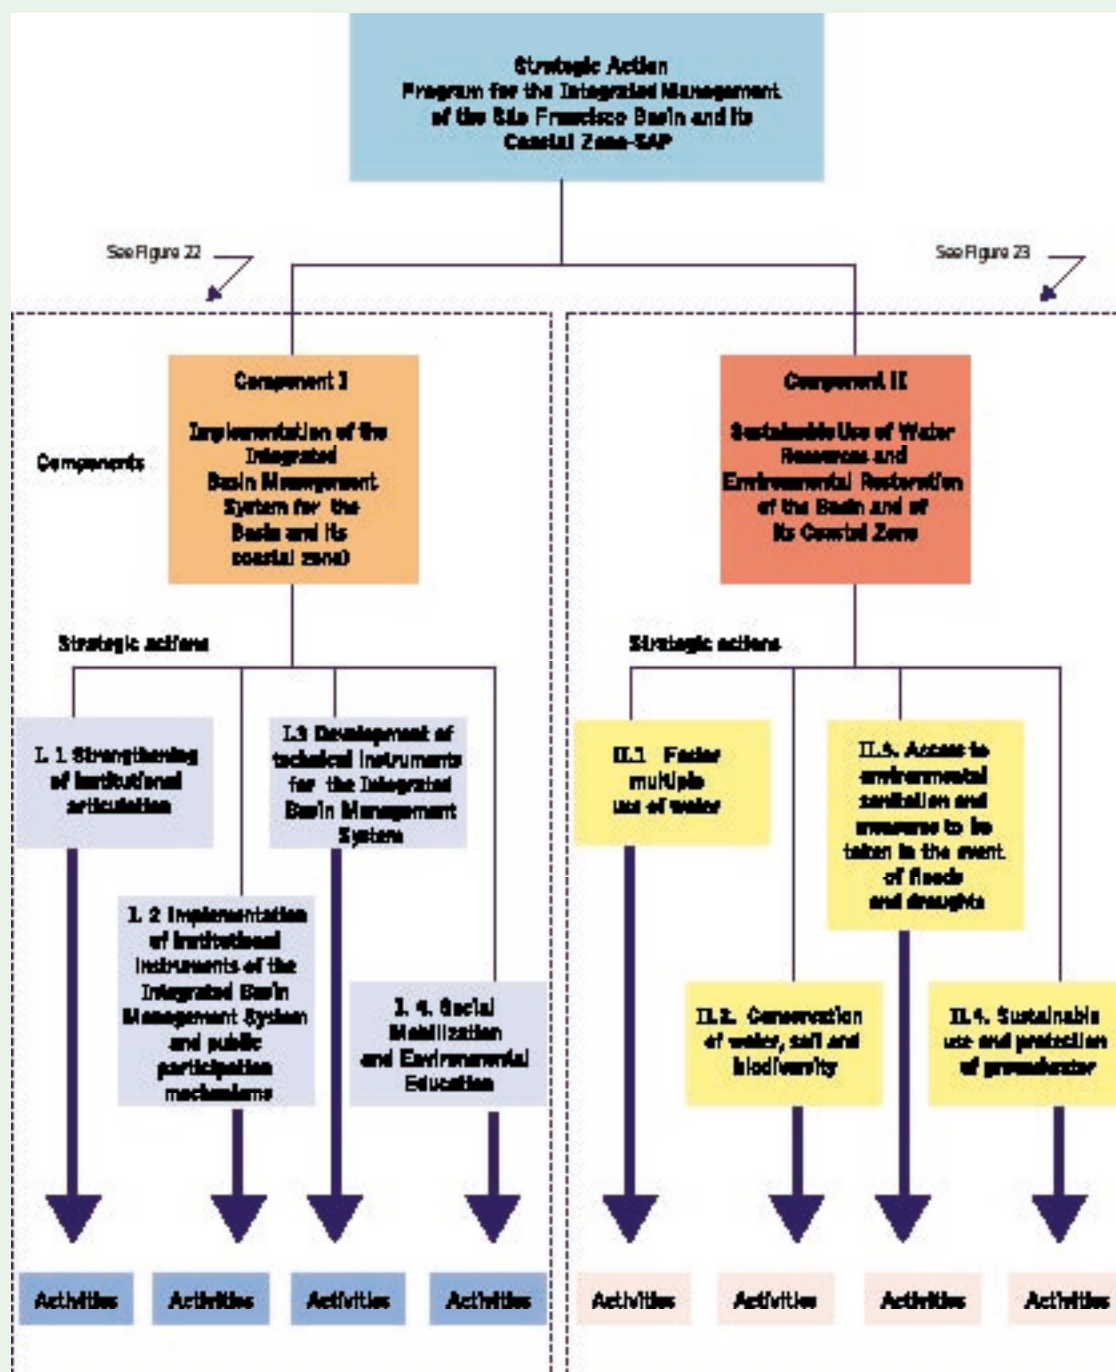 Strategic Action
Program for the Integrated Management
of the São Francisco Basin and its
Coastal Zone-SAP
See Figure 22
See Figure 23
Components
Component I
Implementation of the
Integrated
Basin Management
System for the
Basin and its
coastal zone)
Component II
Sustainable Use of Water
Resources and
Environmental Restoration
of the Basin and of
its Coastal Zone
Strategic actions
I. 1 Strengthening
of institutional
articulation
I. 2 Implementation
of institutional
instruments of the
Integrated Basin
Management System
and public
participation
mechanisms
I.3 Development of
technical instruments
for the Integrated
Basin Management
System
I. 4. Social
Mobilization
and Environmental
Education
Strategic actions
II.1 Foster
multiple
use of water
II.2. Conservation
of water, soil and
biodiversity
II.3. Access to
environmental
sanitation and
measures to be
taken in the event
of floods
and draughts
II.4. Sustainable
use and protection
of groundwater
Activities
Activities
Activities
Activities
Activities
Activities
Activities
Activities